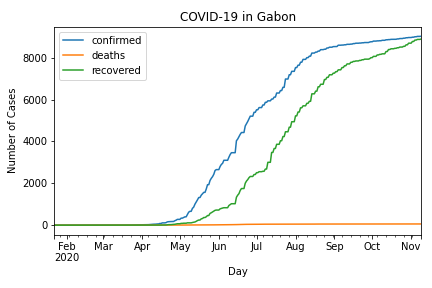 COVID-19 in Gabon
confirmed
deaths
recovered
Number of Cases
8000
6000
4000
2000
0
Feb Mar Apr May Jun Jul Aug Sep Oct Nov
2020
Day